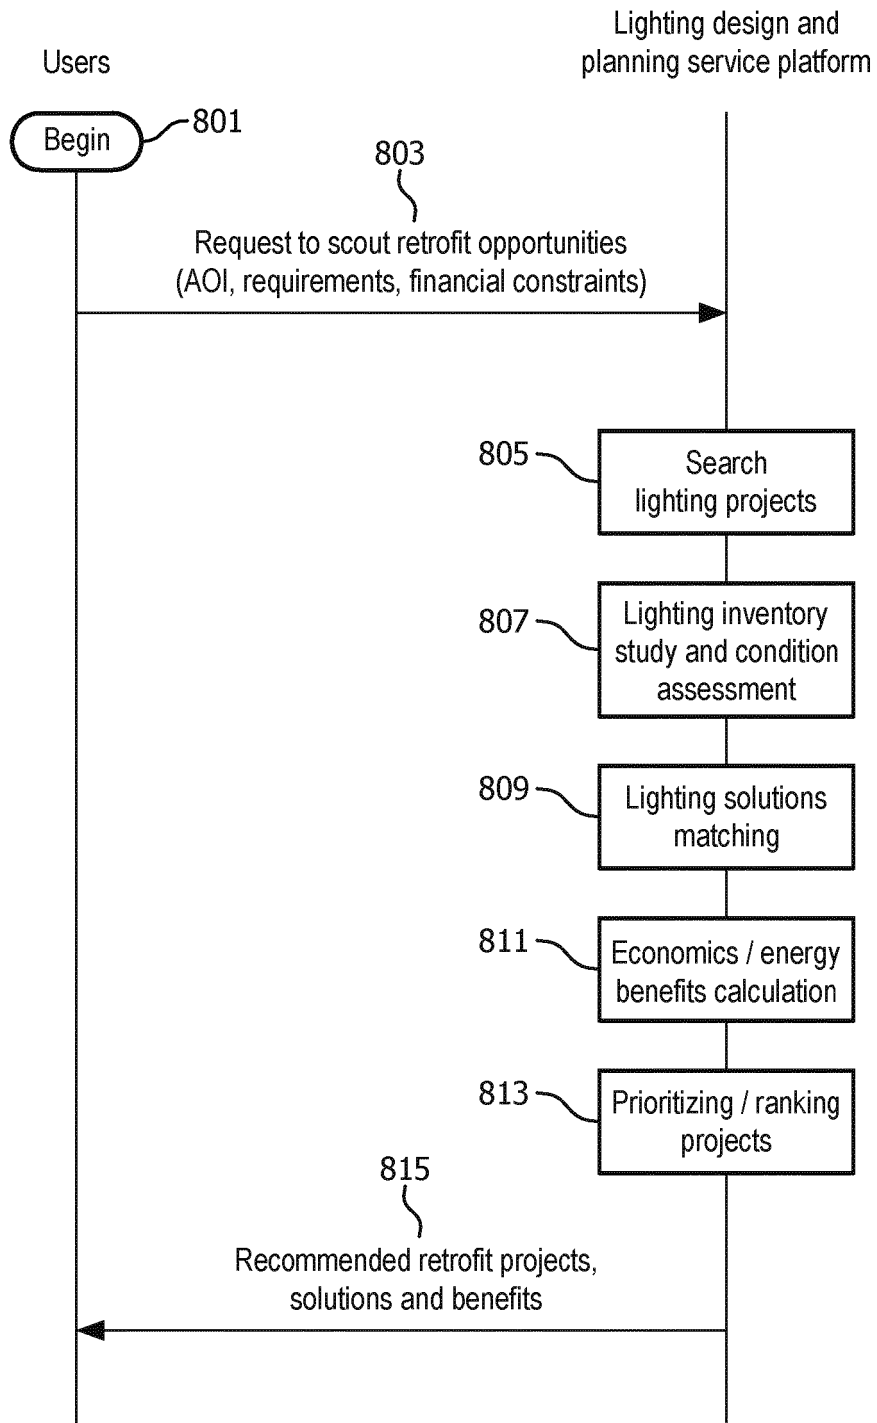 Users
Lighting design and
planning service platform
Begin
801
803
Request to scout retrofit opportunities
(AOI, requirements, financial constraints)
805
Search
lighting projects
807
Lighting inventory
study and condition
assessment
809
Lighting solutions
matching
811
Economics / energy
benefits calculation
813
Prioritizing / ranking
projects
815
Recommended retrofit projects,
solutions and benefits